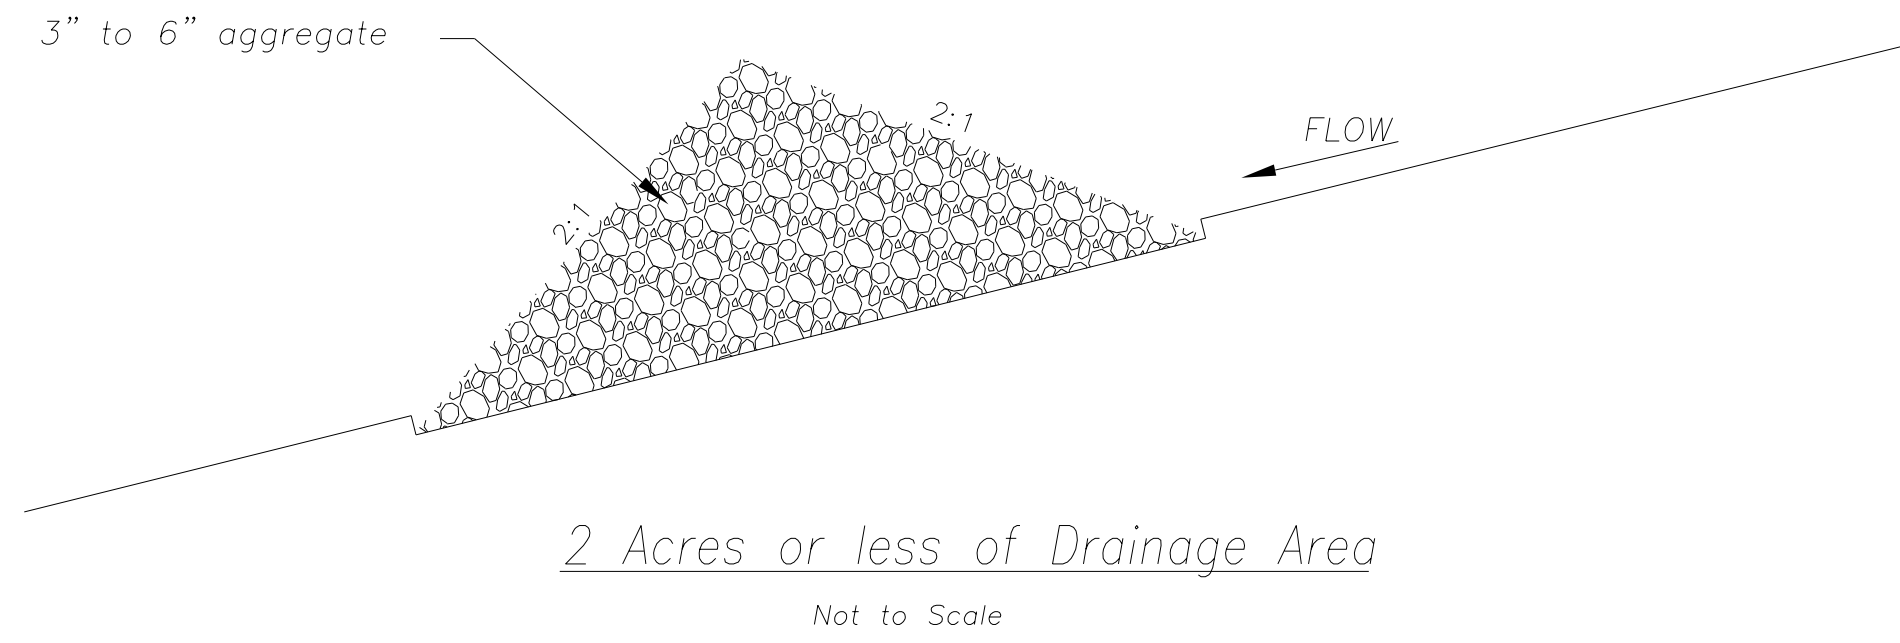 3” to 6” aggregate
2:1
FLOW
2:1
2 Acres or less of Drainage Area
Not to Scale